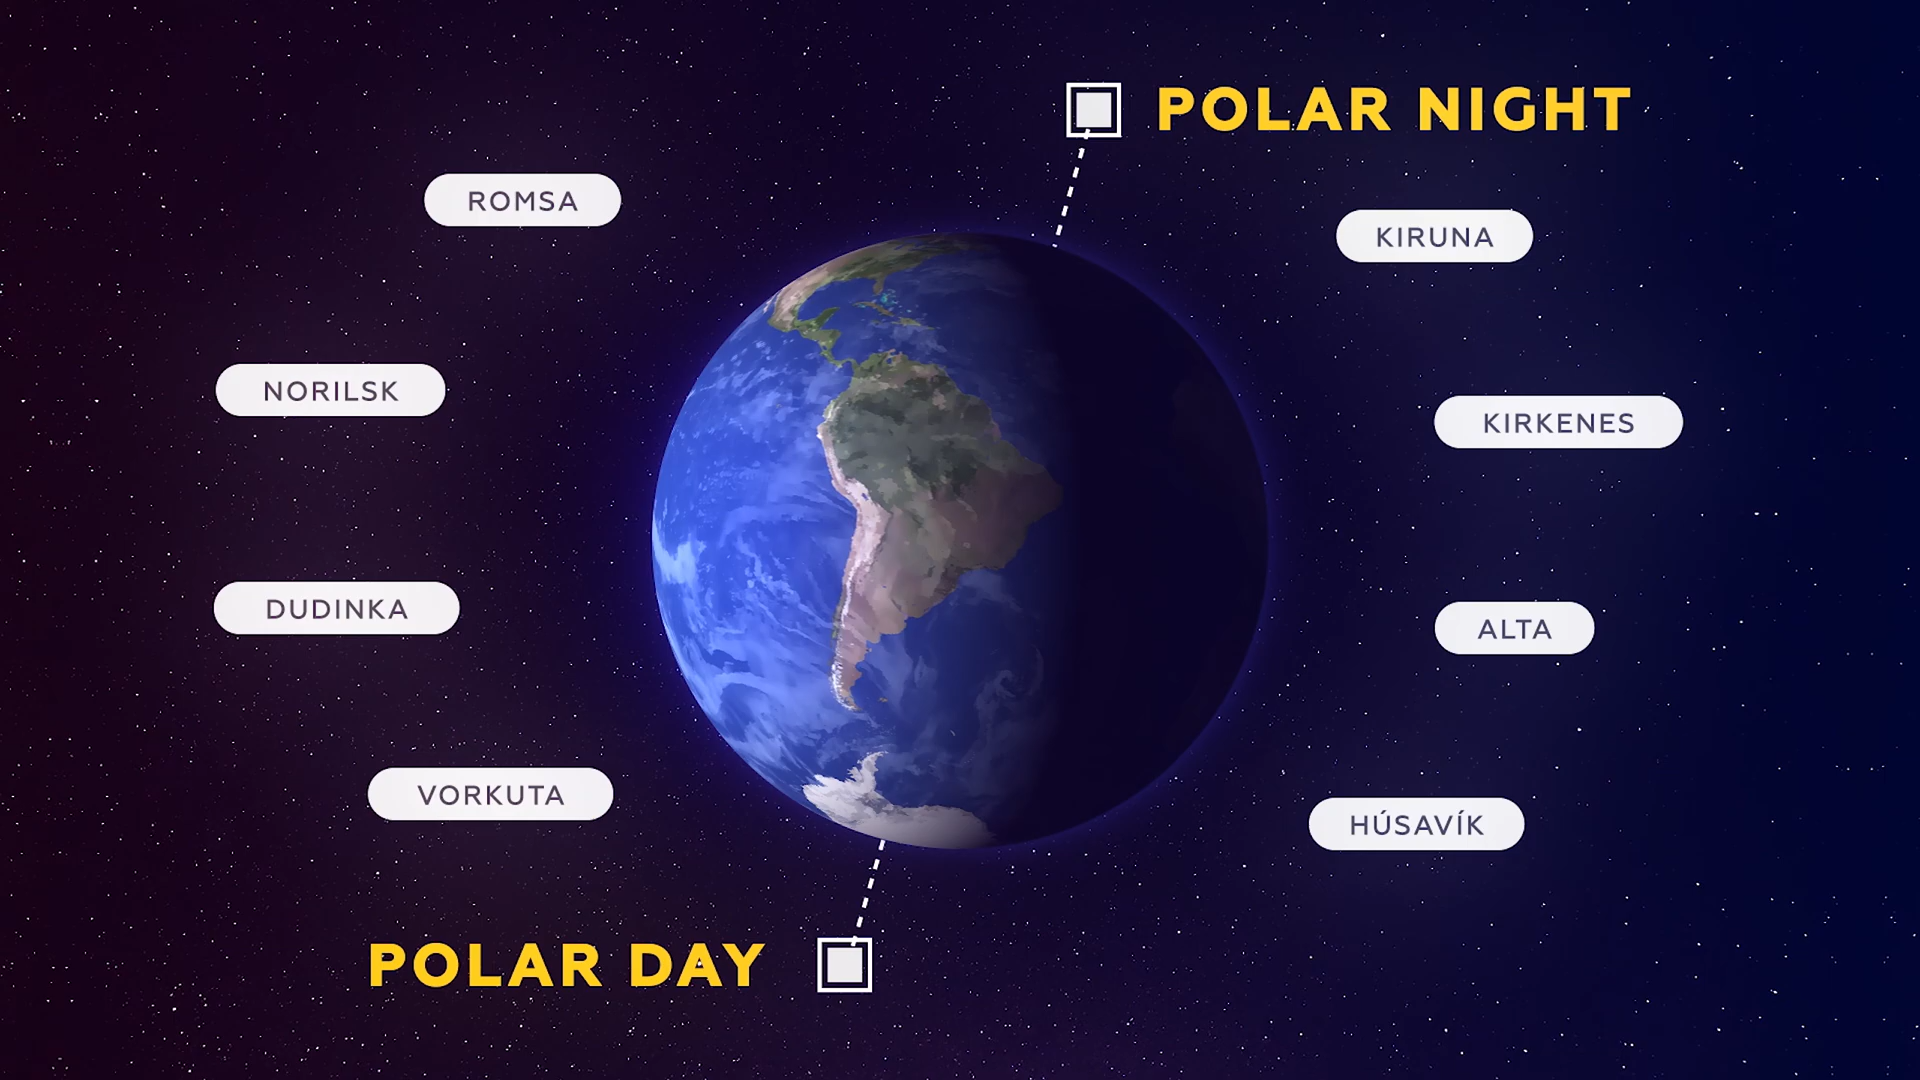 POLAR NIGHT
ROMSA
KIRUNA
NORILSK
KIRKENES
DUDINKA
ALTA
VORKUTA
HÚSAVÍK
POLAR DAY